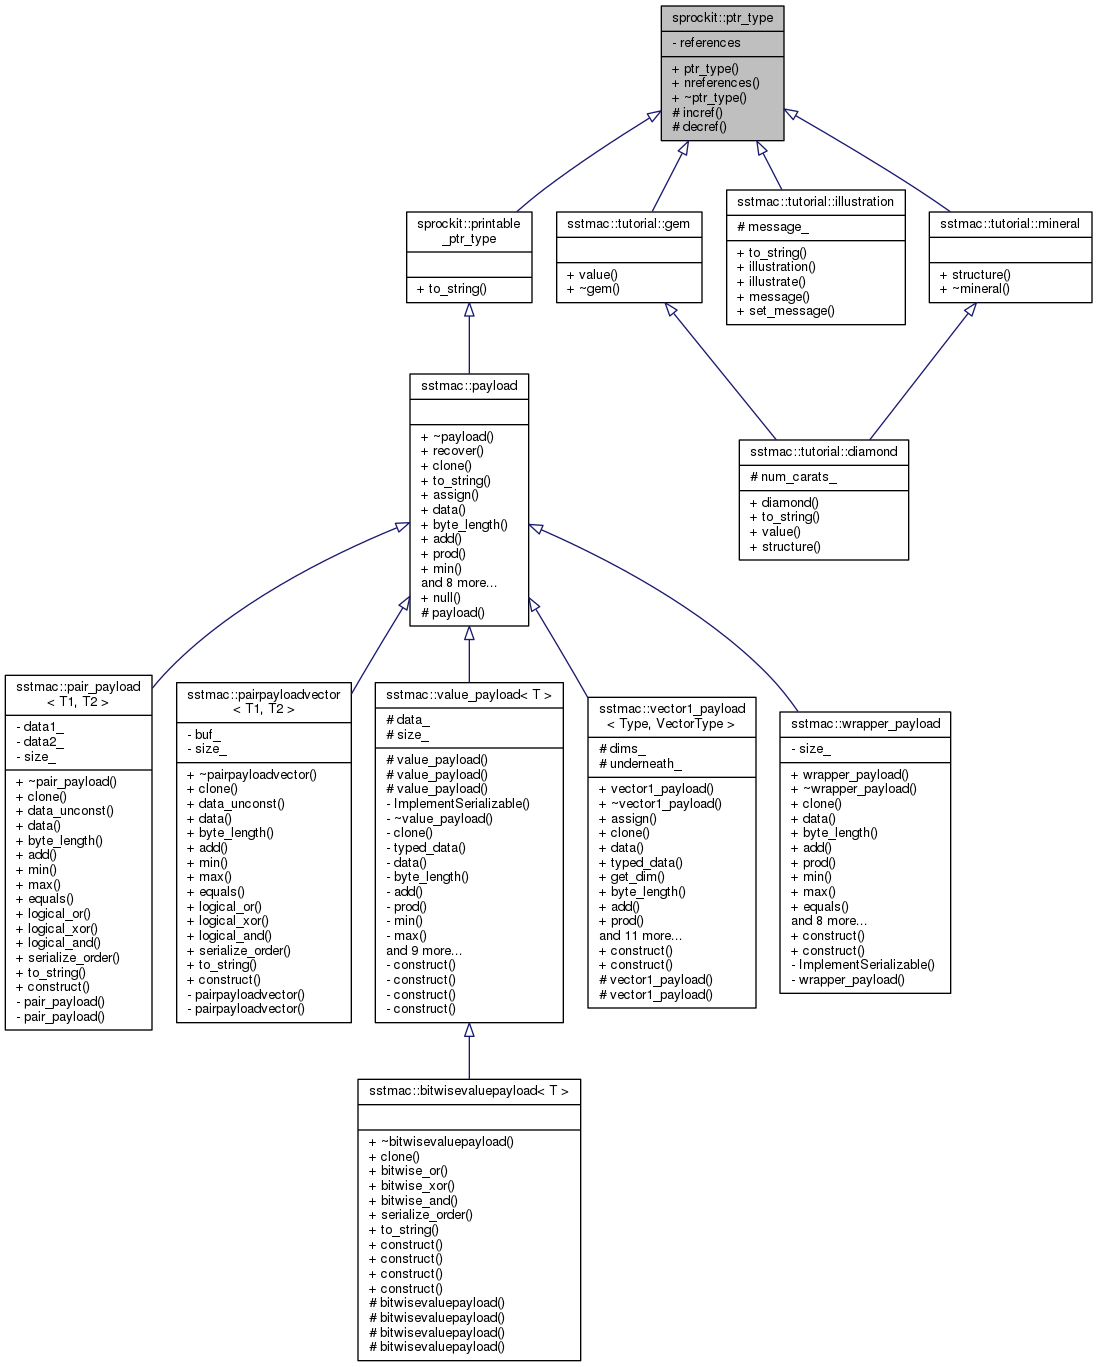 sprockit::ptr_type
- references
+ ptr_type()
+ nreferences()
+ ~ptr_type()
# incref()
# decref()
sprockit::printable
_ptr_type
+ to_string()
sstmac::tutorial::gem
+ value()
+ ~gem()
sstmac::tutorial::illustration
# message_
+ to_string()
+ illustration()
+ illustrate()
+ message()
+ set_message()
sstmac::tutorial::mineral
+ structure()
+ ~mineral()
sstmac::payload
+ ~payload()
+ recover()
+ clone()
+ to_string()
+ assign()
+ data()
+ byte_length()
+ add()
+ prod()
+ min()
and 8 more...
+ null()
# payload()
sstmac::tutorial::diamond
# num_carats_
+ diamond()
+ to_string()
+ value()
+ structure()
sstmac::pair_payload
< T1, T2 >
- data1_
- data2_
- size_
+ ~pair_payload()
+ clone()
+ data_unconst()
+ data()
+ byte_length()
+ add()
+ min()
+ max()
+ equals()
+ logical_or()
+ logical_xor()
+ logical_and()
+ serialize_order()
+ to_string()
+ construct()
- pair_payload()
- pair_payload()
sstmac::pairpayloadvector
< T1, T2 >
- buf_
- size_
+ ~pairpayloadvector()
+ clone()
+ data_unconst()
+ data()
+ byte_length()
+ add()
+ min()
+ max()
+ equals()
+ logical_or()
+ logical_xor()
+ logical_and()
+ serialize_order()
+ to_string()
+ construct()
- pairpayloadvector()
- pairpayloadvector()
sstmac::value_payload< T >
# data_
# size_
# value_payload()
# value_payload()
# value_payload()
- ImplementSerializable()
- ~value_payload()
- clone()
- typed_data()
- data()
- byte_length()
- add()
- prod()
- min()
- max()
and 9 more...
- construct()
- construct()
- construct()
- construct()
sstmac::vector1_payload
< Type, VectorType >
# dims_
# underneath_
+ vector1_payload()
+ ~vector1_payload()
+ assign()
+ clone()
+ data()
+ typed_data()
+ get_dim()
+ byte_length()
+ add()
+ prod()
and 11 more...
+ construct()
+ construct()
# vector1_payload()
# vector1_payload()
sstmac::wrapper_payload
- size_
+ wrapper_payload()
+ ~wrapper_payload()
+ clone()
+ data()
+ byte_length()
+ add()
+ prod()
+ min()
+ max()
+ equals()
and 8 more...
+ construct()
+ construct()
- ImplementSerializable()
- wrapper_payload()
sstmac::bitwisevaluepayload< T >
+ ~bitwisevaluepayload()
+ clone()
+ bitwise_or()
+ bitwise_xor()
+ bitwise_and()
+ serialize_order()
+ to_string()
+ construct()
+ construct()
+ construct()
+ construct()
# bitwisevaluepayload()
# bitwisevaluepayload()
# bitwisevaluepayload()
# bitwisevaluepayload()